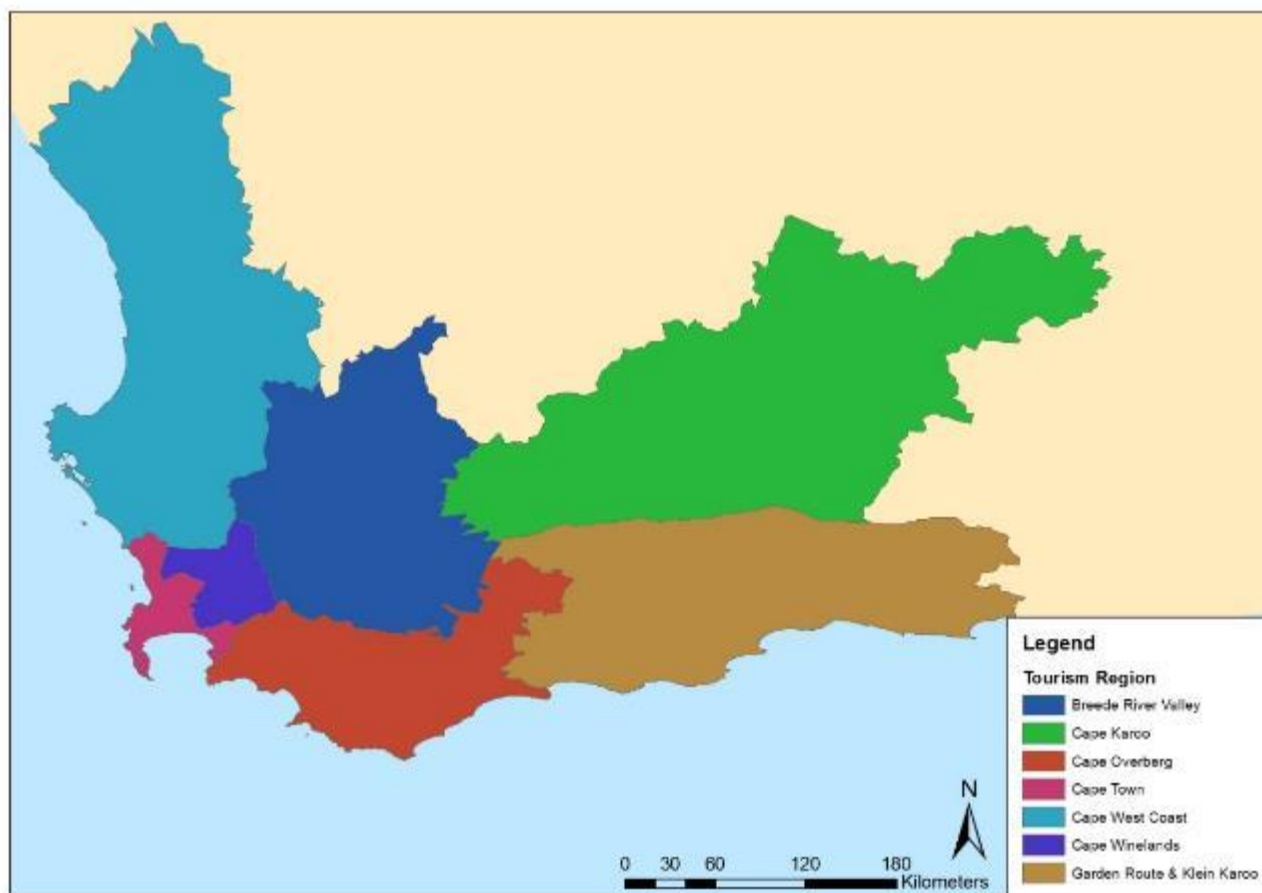 Legend
Tourism Region
Breede River Valley
Cape Karoo
Cape Overberg
Cape Town
Cape West Coast
Cape Winelands
Garden Route & Klein Karoo
N
0 30 60 120 180
Kilometers